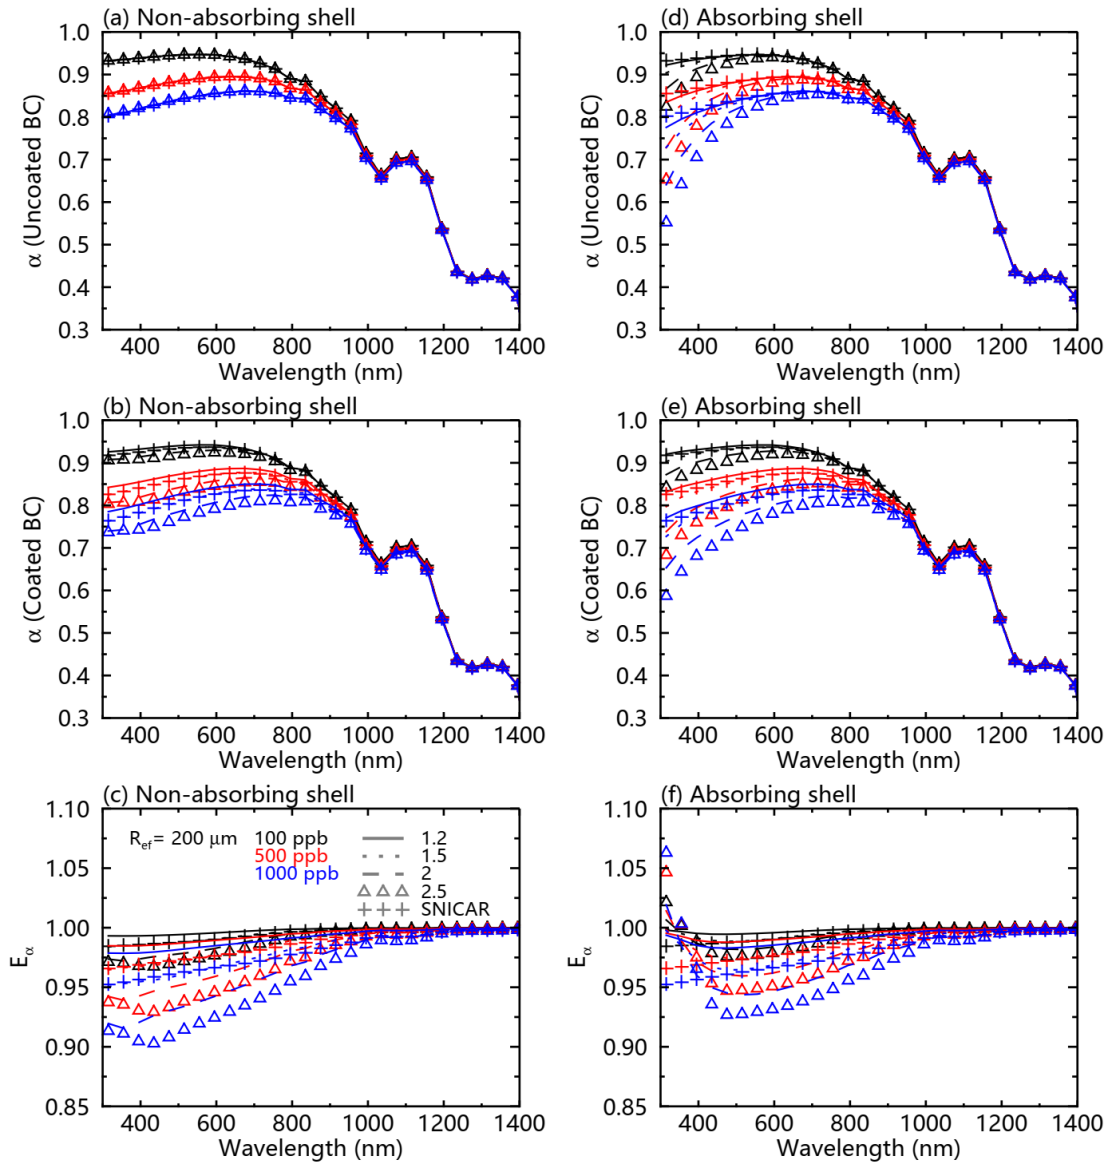 (a) Non-absorbing shell
1.0
0.9
0.8
0.7
0.6
0.5
0.4
0.3
α (Uncoated BC)
400 600 800 1000 1200 1400
Wavelength (nm)
(d) Absorbing shell
1.0
0.9
0.8
0.7
0.6
0.5
0.4
0.3
α (Uncoated BC)
400 600 800 1000 1200 1400
Wavelength (nm)
(b) Non-absorbing shell
1.0
0.9
0.8
0.7
0.6
0.5
0.4
0.3
α (Coated BC)
400 600 800 1000 1200 1400
Wavelength (nm)
(e) Absorbing shell
1.0
0.9
0.8
0.7
0.6
0.5
0.4
0.3
α (Coated BC)
400 600 800 1000 1200 1400
Wavelength (nm)
(c) Non-absorbing shell
1.10
1.05
1.00
0.95
0.90
0.85
Eα
Ref= 200 μm
100 ppb
500 ppb
1000 ppb
1.2
1.5
2
2.5
SNICAR
400 600 800 1000 1200 1400
Wavelength (nm)
(f) Absorbing shell
1.10
1.05
1.00
0.95
0.90
0.85
Eα
400 600 800 1000 1200 1400
Wavelength (nm)